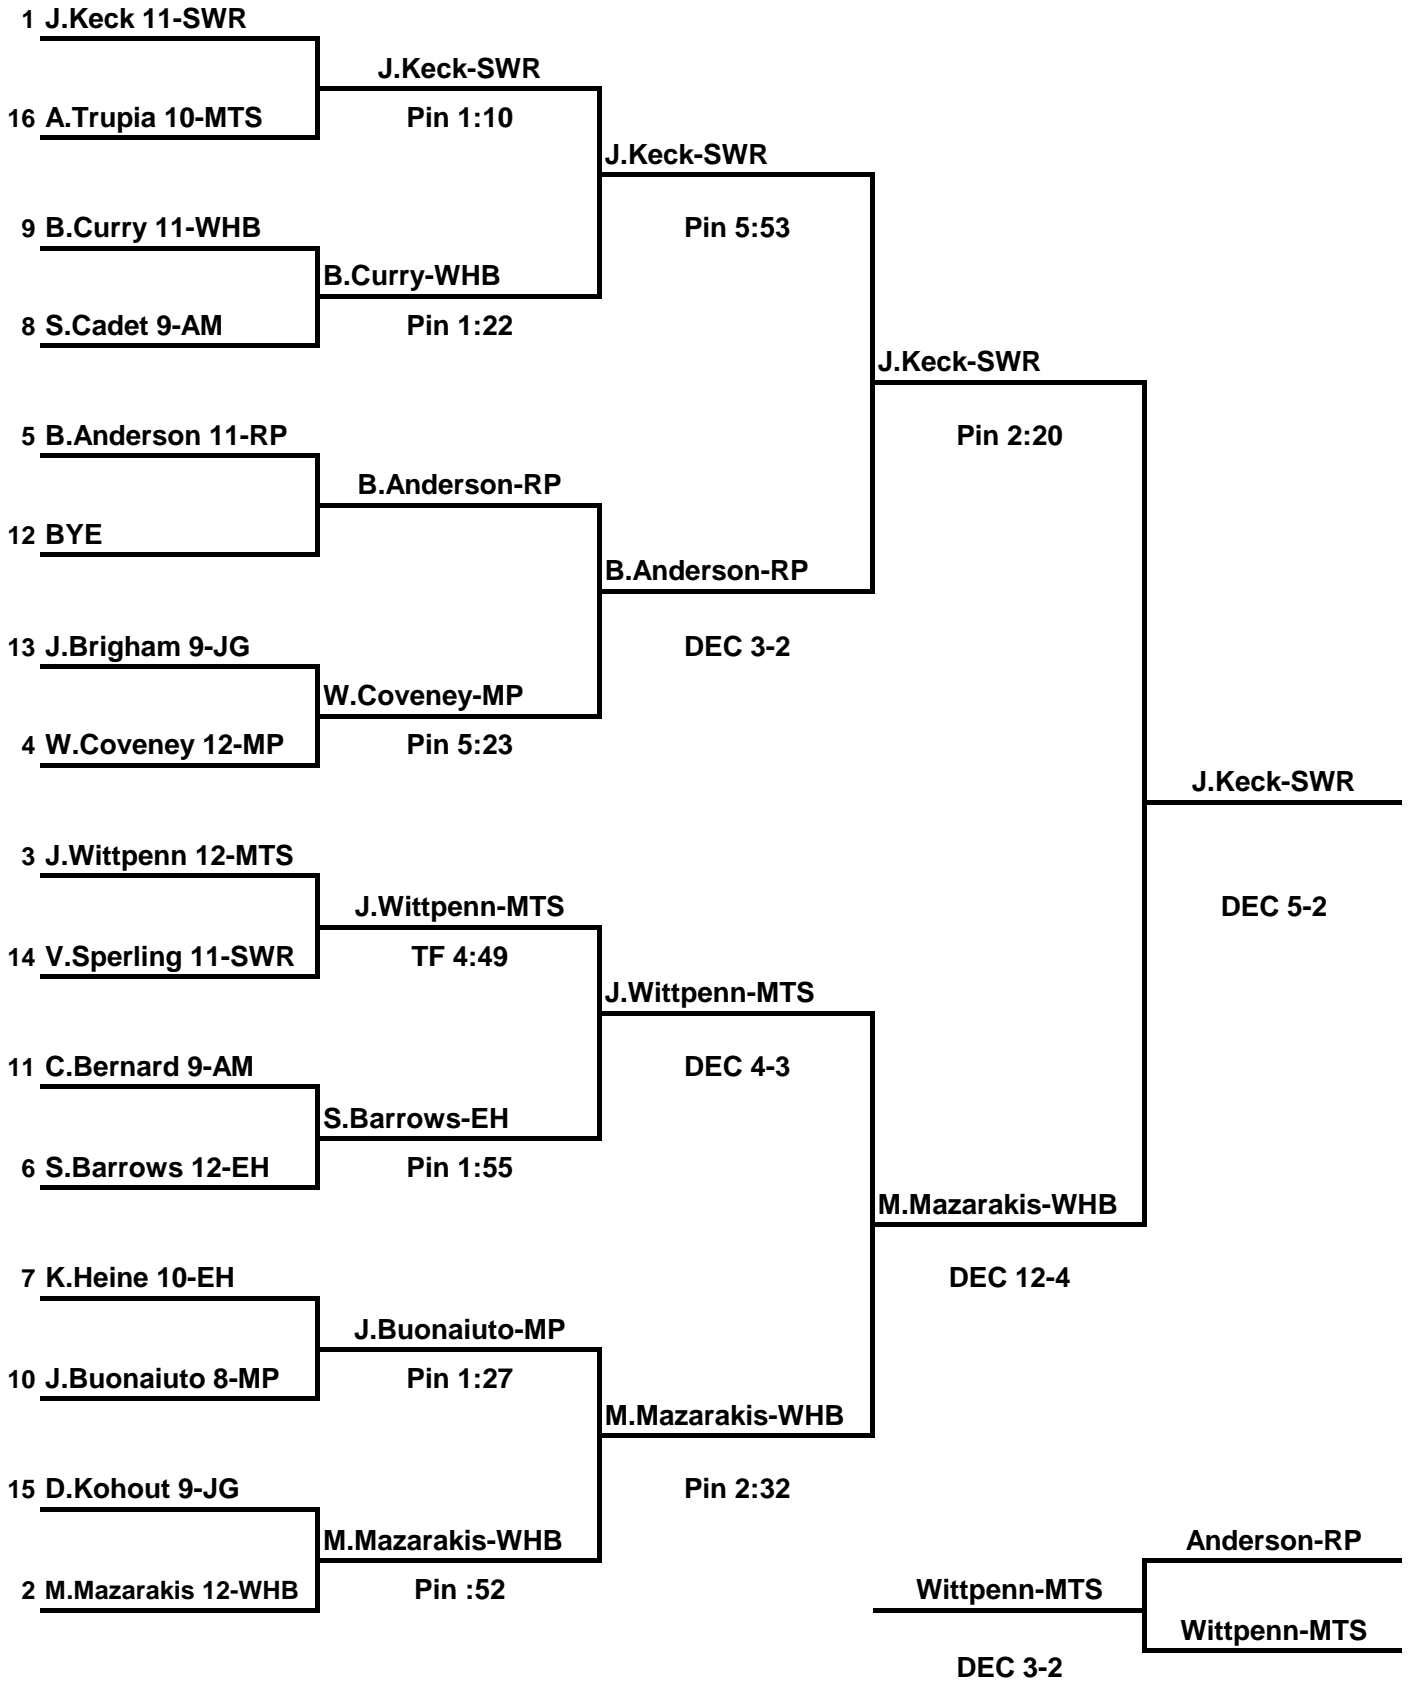 1 J.Keck 11-SWR
J.Keck-SWR
16 A.Trupia 10-MTS
Pin 1:10
J.Keck-SWR
9 B.Curry 11-WHB
Pin 5:53
B.Curry-WHB
8 S.Cadet 9-AM
Pin 1:22
J.Keck-SWR
5 B.Anderson 11-RP
Pin 2:20
B.Anderson-RP
12 BYE
B.Anderson-RP
13 J.Brigham 9-JG
DEC 3-2
W.Coveney-MP
4 W.Coveney 12-MP
Pin 5:23
J.Keck-SWR
3 J.Wittpenn 12-MTS
J.Wittpenn-MTS
DEC 5-2
14 V.Sperling 11-SWR
TF 4:49
J.Wittpenn-MTS
11 C.Bernard 9-AM
DEC 4-3
S.Barrows-EH
6 S.Barrows 12-EH
Pin 1:55
M.Mazarakis-WHB
7 K.Heine 10-EH
DEC 12-4
J.Buonaiuto-MP
10 J.Buonaiuto 8-MP
Pin 1:27
M.Mazarakis-WHB
15 D.Kohout 9-JG
Pin 2:32
M.Mazarakis-WHB
Anderson-RP
2 M.Mazarakis 12-WHB
Pin :52
Wittpenn-MTS
Wittpenn-MTS
DEC 3-2